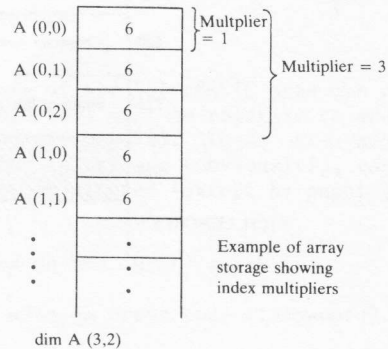 A (0,0) 6 Multplier
= 1
A (0,1) 6 Multiplier = 3
A (0,2) 6
A (1,0) 6
A (1,1) 6
Example of array
storage showing
index multipliers
dim A (3,2)